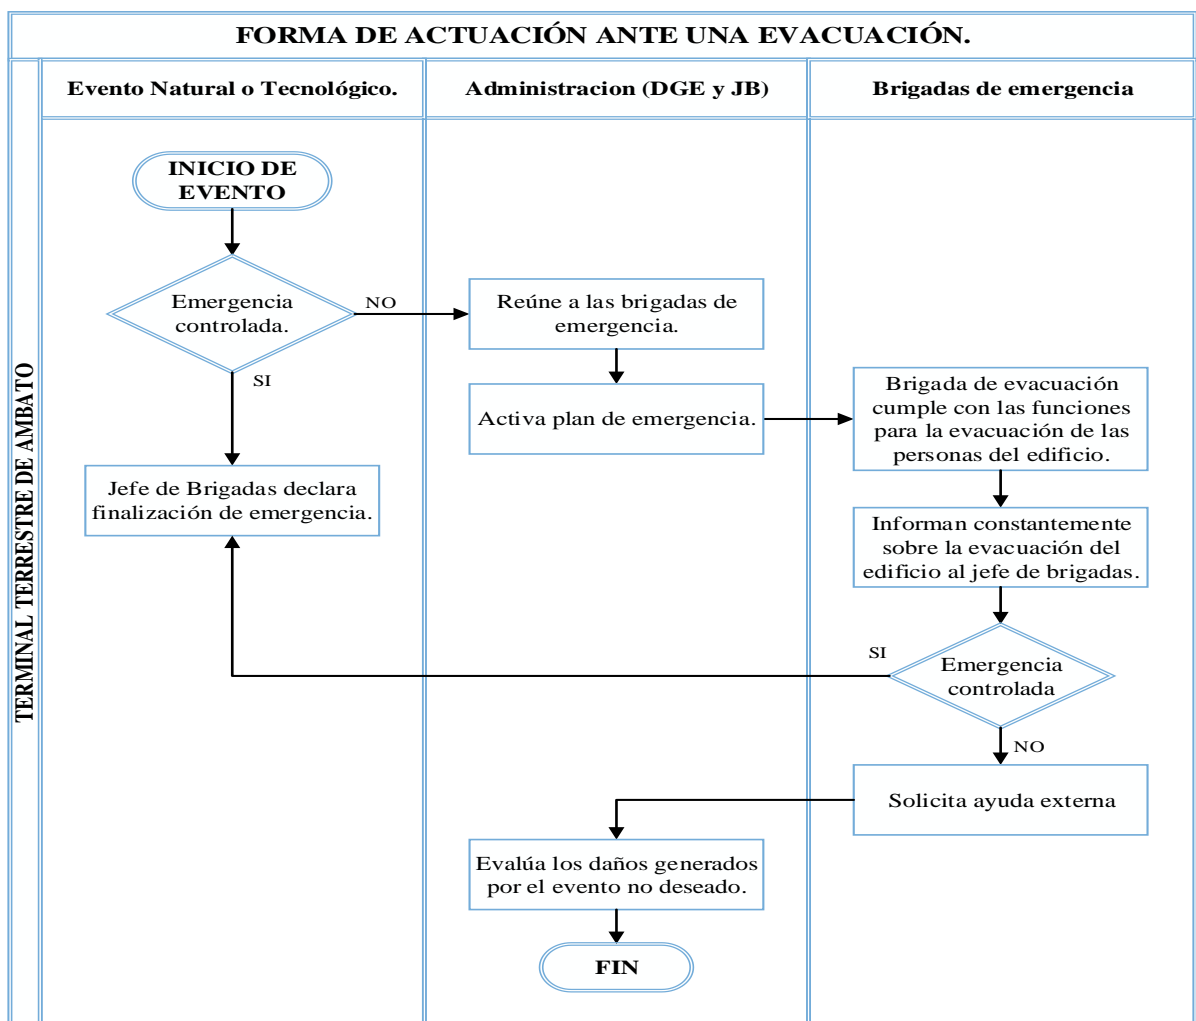 FORMA DE ACTUACIÓN ANTE UNA EVACUACIÓN.
TERMINAL TERRESTRE DE AMBATO
Evento Natural o Tecnológico.
Administracion (DGE y JB)
Brigadas de emergencia
INICIO DE
EVENTO
Emergencia
controlada.
NO
SI
Reúne a las brigadas de
emergencia.
Activa plan de emergencia.
Brigada de evacuación
cumple con las funciones
para la evacuación de las
personas del edificio.
Jefe de Brigadas declara
finalización de emergencia.
Informan constantemente
sobre la evacuación del
edificio al jefe de brigadas.
SI
Emergencia
controlada
NO
Solicita ayuda externa
Evalúa los daños generados
por el evento no deseado.
FIN